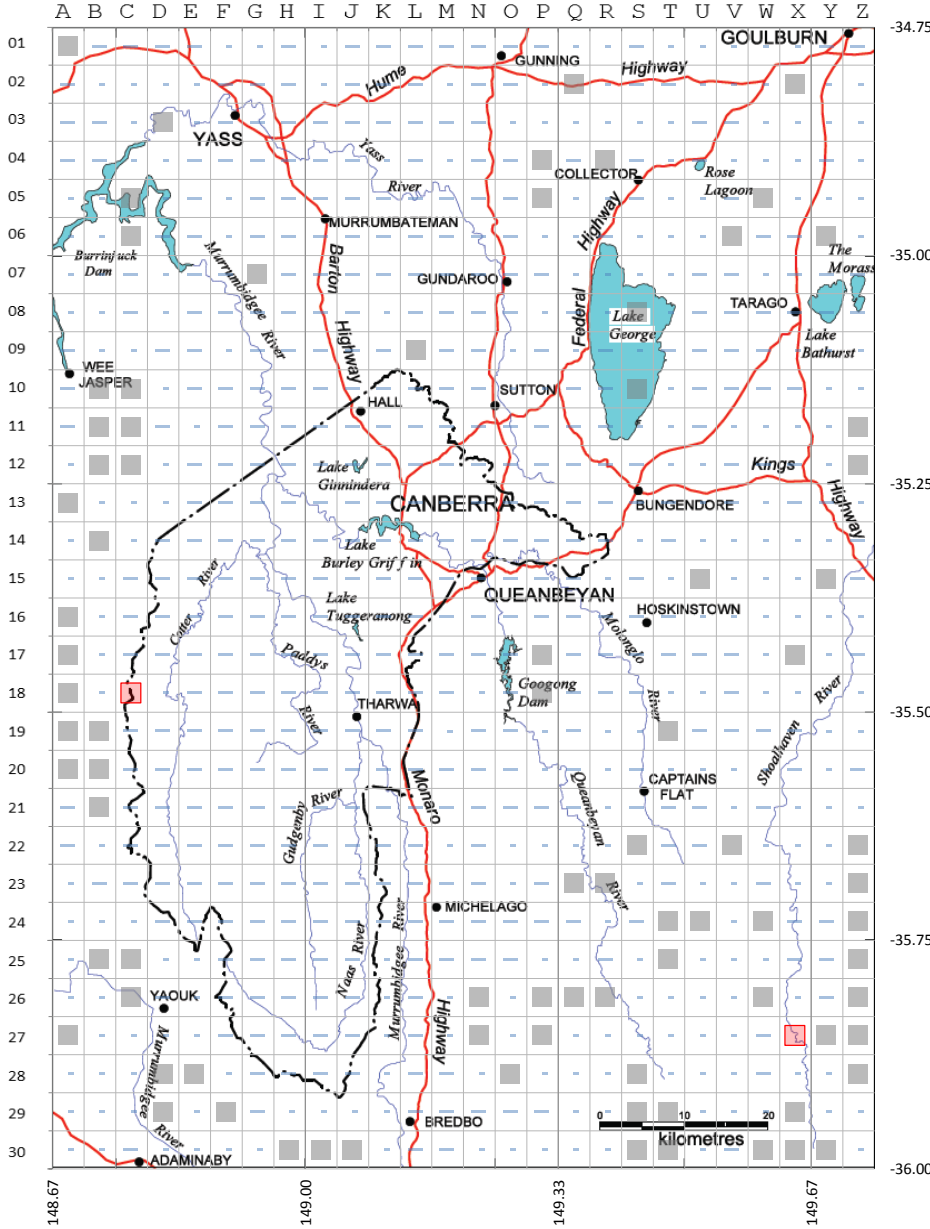 A B C D E F G H I J K L M N O P Q R S T U V W X Y Z
01
02
03
04
05
06
07
08
09
10
11
12
13
14
15
16
17
18
19
20
21
22
23
24
25
26
27
28
29
30
-34.75
-35.00
-35.25
-35.50
-35.75
-36.00
148.67
149.00
149.33
149.67
GOULBURN
GUNNING
Hume
Highway
YASS
Yass
River
COLLECTOR
Rose
Lagoon
MURRUMBATEMAN
Burrinjuck
Dam
Murrumbidgee
River
Barton
Highway
GUNDAROO
Federal
Highway
Lake
George
The
Morass
TARAGO
Lake
Bathurst
WEE
JASPER
HALL
SUTTON
Lake
Ginnindera
CANBERRA
Kings
Highway
BUNGENDORE
Lake
Burley Griffin
QUEANBEYAN
Cotter
River
Lake
Tuggeranong
HOSKINSTOWN
Molonglo
River
Paddys
River
Googong
Dam
THARWA
Shoalhaven
River
Monaro
Highway
CAPTAINS
FLAT
Queanbeyan
River
Gudgenby
River
MICHELAGO
Naas
River
Murrumbidgee
River
YAOUK
Murrumbidgee
River
BREDBO
ADAMINABY
0 10 20
kilometres